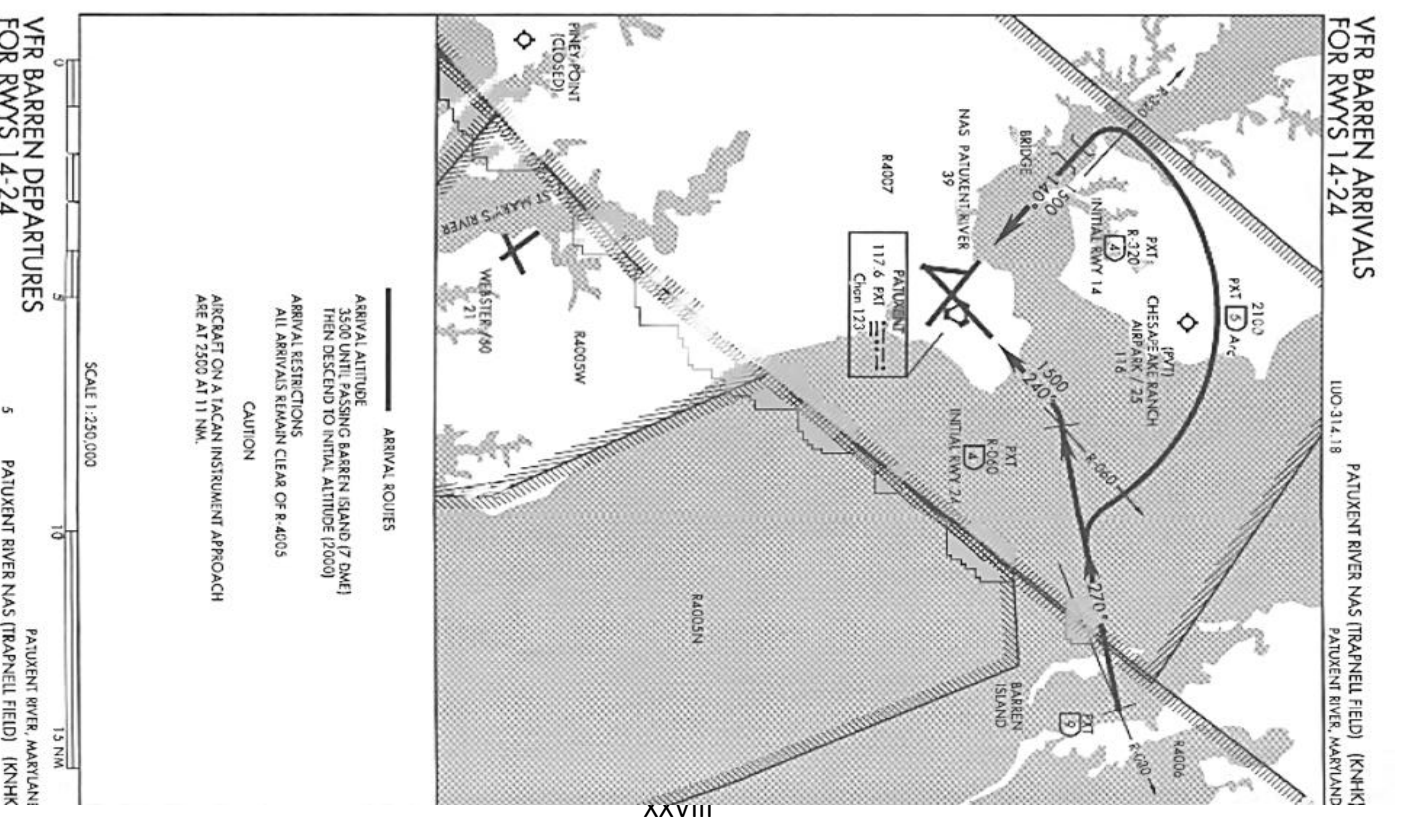 VFR BARREN ARRIVALS
FOR RWYS 14-24
LUO-314.18
PATUXENT RIVER NAS (TRAPNELL FIELD) (KNHK)
PATUXENT RIVER, MARYLAND
2100
PXT 5 Arc
R4006
(PVT)
CHESAPEAKE RANCH
AIRPARK / 25
116
PXT
R-320
4
INITIAL RWY 14
R-060
270°
PXT
9
1500
240°
500
140°
BRIDGE
PXT
R-060
4
INITIAL RWY 24
BARREN
ISLAND
NAS PATUXENT RIVER
39
PATUXENT
117.6 PXT
Chan 123
R4007
R4005N
R4005W
PINEY POINT
(CLOSED)
ST MARY'S RIVER
WEBSTER/60
21
ARRIVAL ROUTES
ARRIVAL ALTITUDE
3500 UNTIL PASSING BARREN ISLAND (7 DME)
THEN DESCEND TO INITIAL ALTITUDE (2000)
ARRIVAL RESTRICTIONS
ALL ARRIVALS REMAIN CLEAR OF R-4005
CAUTION
AIRCRAFT ON A TACAN INSTRUMENT APPROACH
ARE AT 2500 AT 11 NM.
SCALE 1:250,000
0
5
10
15 NM
VFR BARREN DEPARTURES
FOR RWYS 14-24
PATUXENT RIVER, MARYLAN
5
PATUXENT RIVER NAS (TRAPNELL FIELD) (KNHK
XXVIII